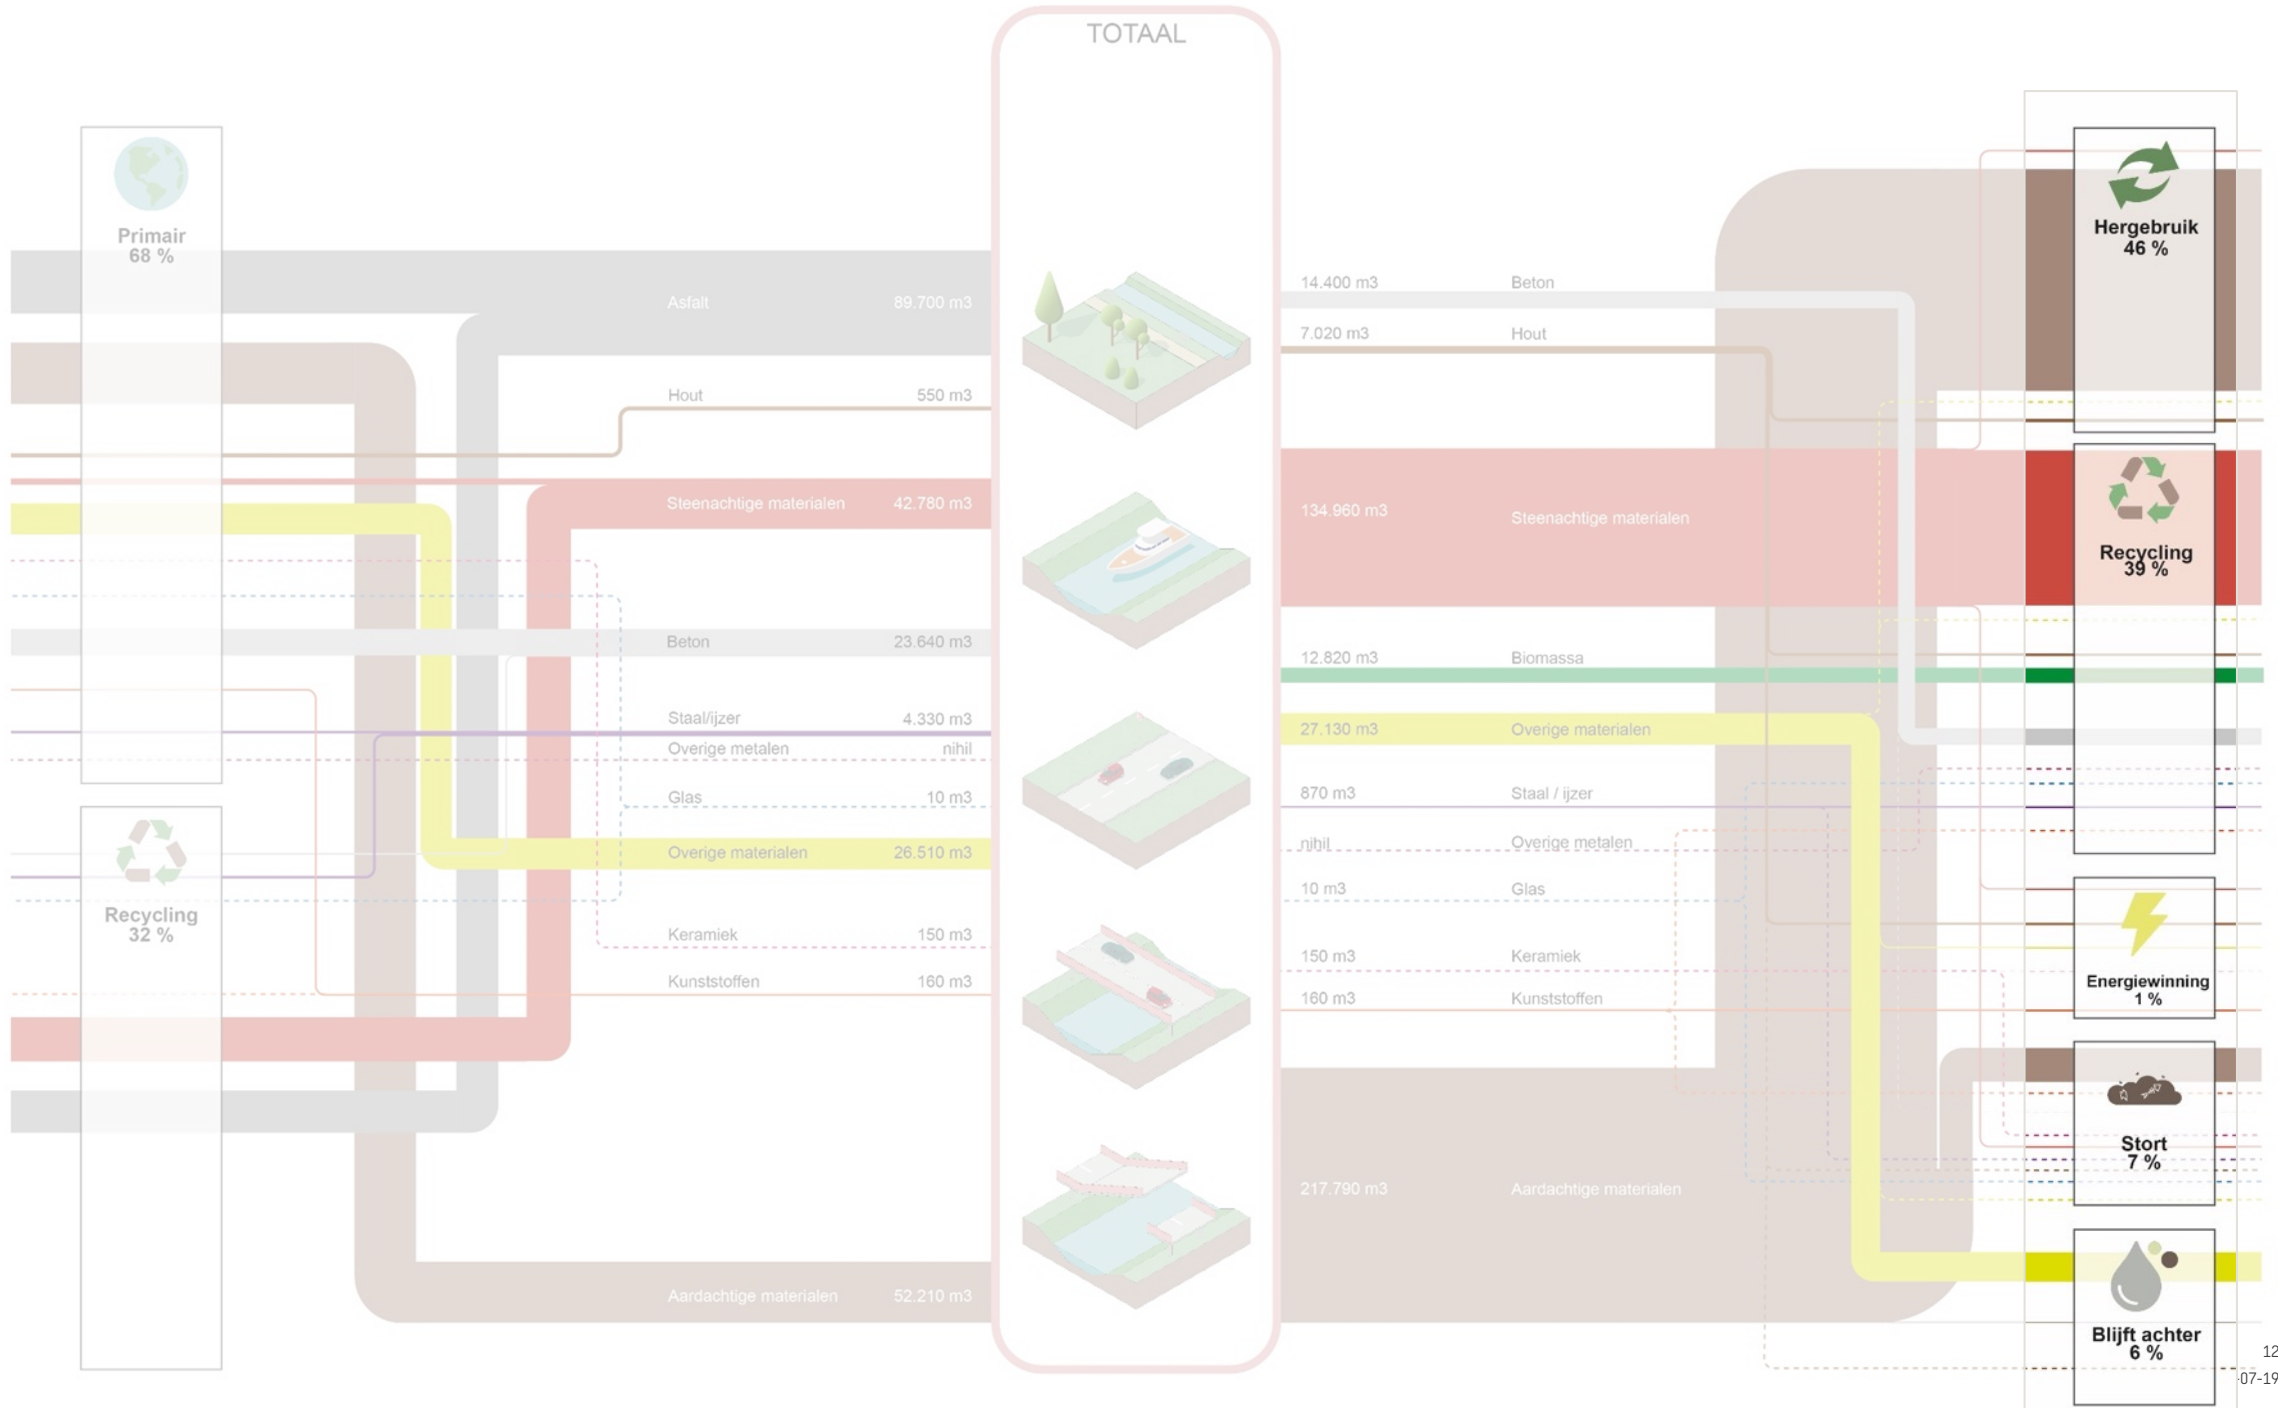 TOTAAL
Primair
68 %
Recycling
32 %
Asfalt 89.700 m3
Hout 550 m3
Steenachtige materialen 42.780 m3
Beton 23.640 m3
Staal/ijzer 4.330 m3
Overige metalen nihil
Glas 10 m3
Overige materialen 26.510 m3
Keramiek 150 m3
Kunststoffen 160 m3
Aardachtige materialen 52.210 m3
14.400 m3 Beton
7.020 m3 Hout
134.960 m3 Steenachtige materialen
12.820 m3 Biomassa
27.130 m3 Overige materialen
870 m3 Staal / ijzer
nihil Overige metalen
10 m3 Glas
150 m3 Keramiek
160 m3 Kunststoffen
217.790 m3 Aardachtige materialen
Hergebruik
46 %
Recycling
39 %
Energiewinning
1 %
Stort
7 %
Blijft achter
6 %
12
-07-19